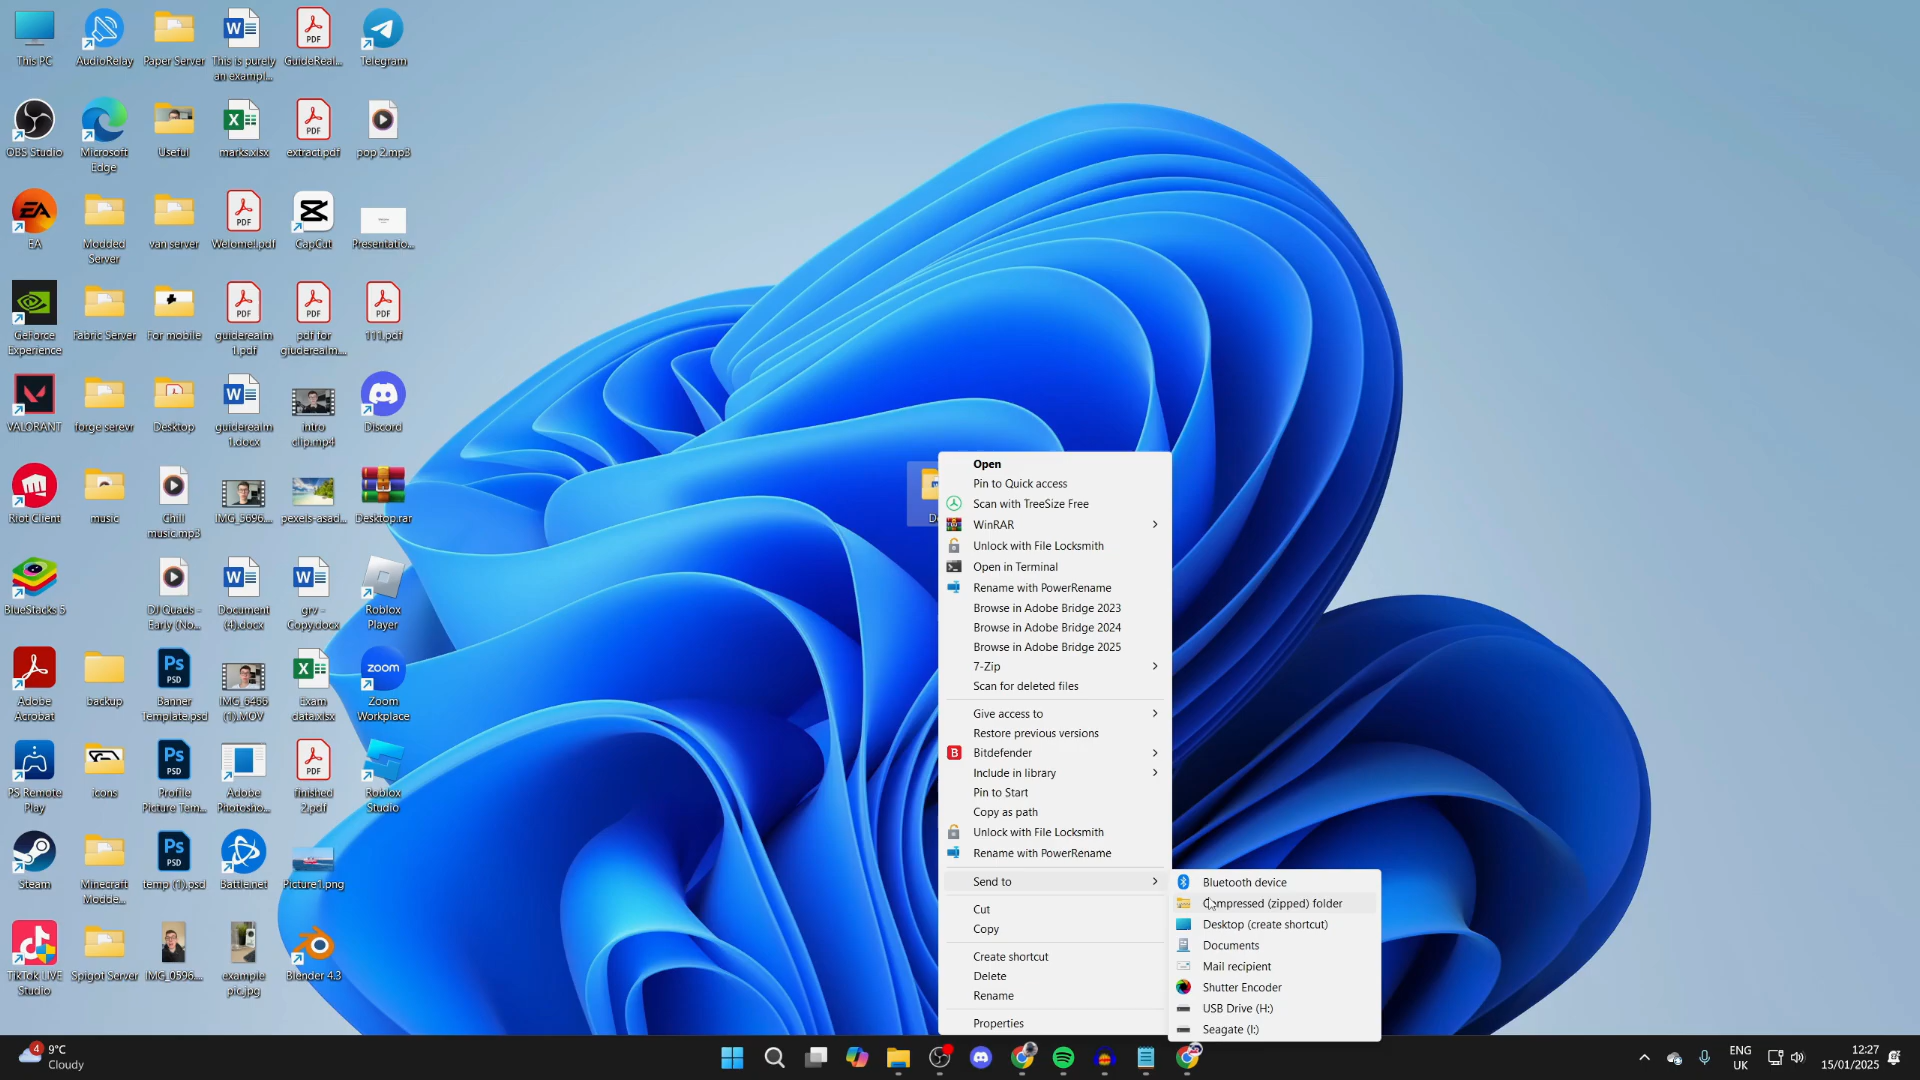 This PC
AudioRelay
Paper Server
This is purely
an exampl...
GuideReal...
Telegram
OBS Studio
Microsoft
Edge
Useful
marks.xlsx
extract.pdf
pop 2.mp3
EA
Modded
Server
van server
Welome!.pdf
CapCut
Presentatio...
GeForce
Experience
Fabric Server
For mobile
guiderealm
1.pdf
pdf for
giuderealm...
111.pdf
VALORANT
forge serevr
Desktop
guiderealm
1.docx
intro
clip.mp4
Discord
Riot Client
music
Chill
music.mp3
IMG_5696...
pexels-asad...
Desktop.rar
BlueStacks 5
DJ Quads -
Early (No...
Document
(4).docx
grv -
Copy.docx
Roblox
Player
Adobe
Acrobat
backup
Banner
Template.psd
IMG_6466
(1).MOV
Exam
data.xlsx
zoom
Zoom
Workplace
PS Remote
Play
icons
Profile
Picture Tem...
Adobe
Photosho...
finished
2.pdf
Roblox
Studio
Steam
Minecraft
Modde...
temp (1).psd
Battle.net
Picture1.png
TikTok LIVE
Studio
Spigot Server
IMG_0596....
example
pic.jpg
Blender 4.3
Open
Pin to Quick access
Scan with TreeSize Free
WinRAR
Unlock with File Locksmith
Open in Terminal
Rename with PowerRename
Browse in Adobe Bridge 2023
Browse in Adobe Bridge 2024
Browse in Adobe Bridge 2025
7-Zip
Scan for deleted files
Give access to
Restore previous versions
Bitdefender
Include in library
Pin to Start
Copy as path
Unlock with File Locksmith
Rename with PowerRename
Send to
Cut
Copy
Create shortcut
Delete
Rename
Properties
Bluetooth device
Compressed (zipped) folder
Desktop (create shortcut)
Documents
Mail recipient
Shutter Encoder
USB Drive (H:)
Seagate (I:)
4
9°C
Cloudy
ENG
UK
12:27
15/01/2025